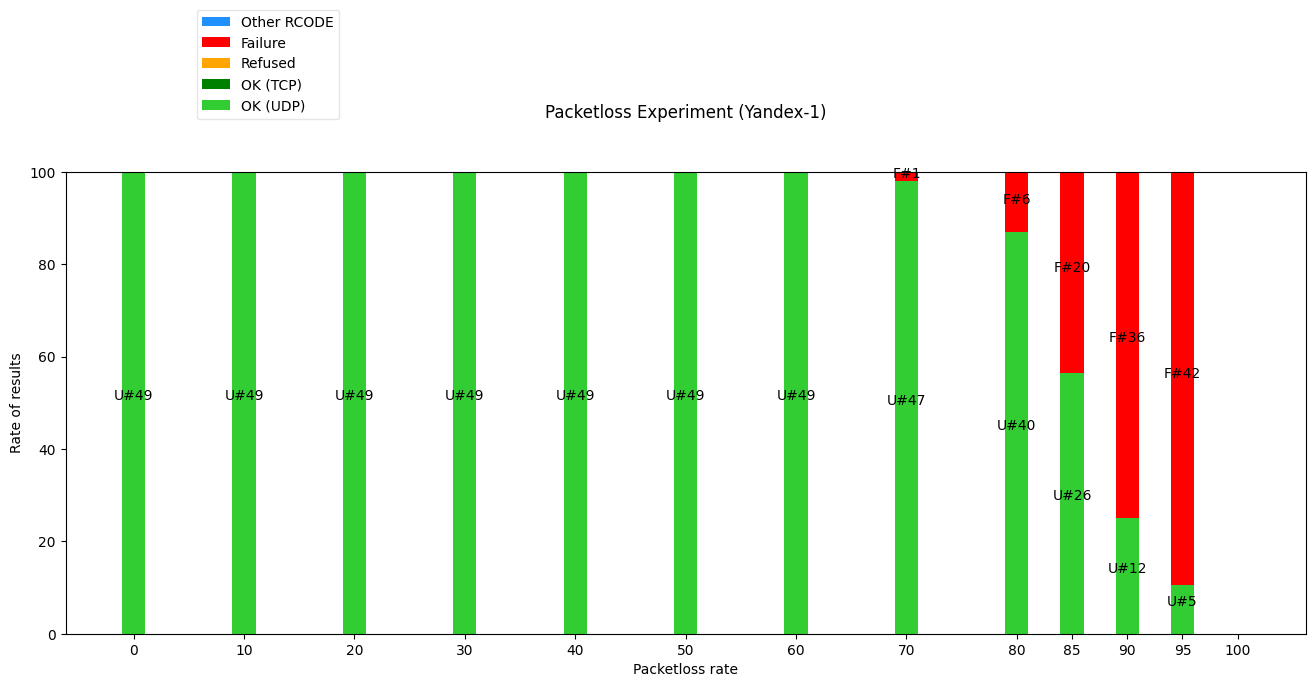 Other RCODE
Failure
Refused
OK (TCP)
OK (UDP)
Packetloss Experiment (Yandex-1)
Rate of results
100
80
60
40
20
0
U#49
U#49
U#49
U#49
U#49
U#49
U#49
F#1
U#47
F#6
U#40
F#20
U#26
F#36
U#12
F#42
U#5
0 10 20 30 40 50 60 70 80 85 90 95 100
Packetloss rate